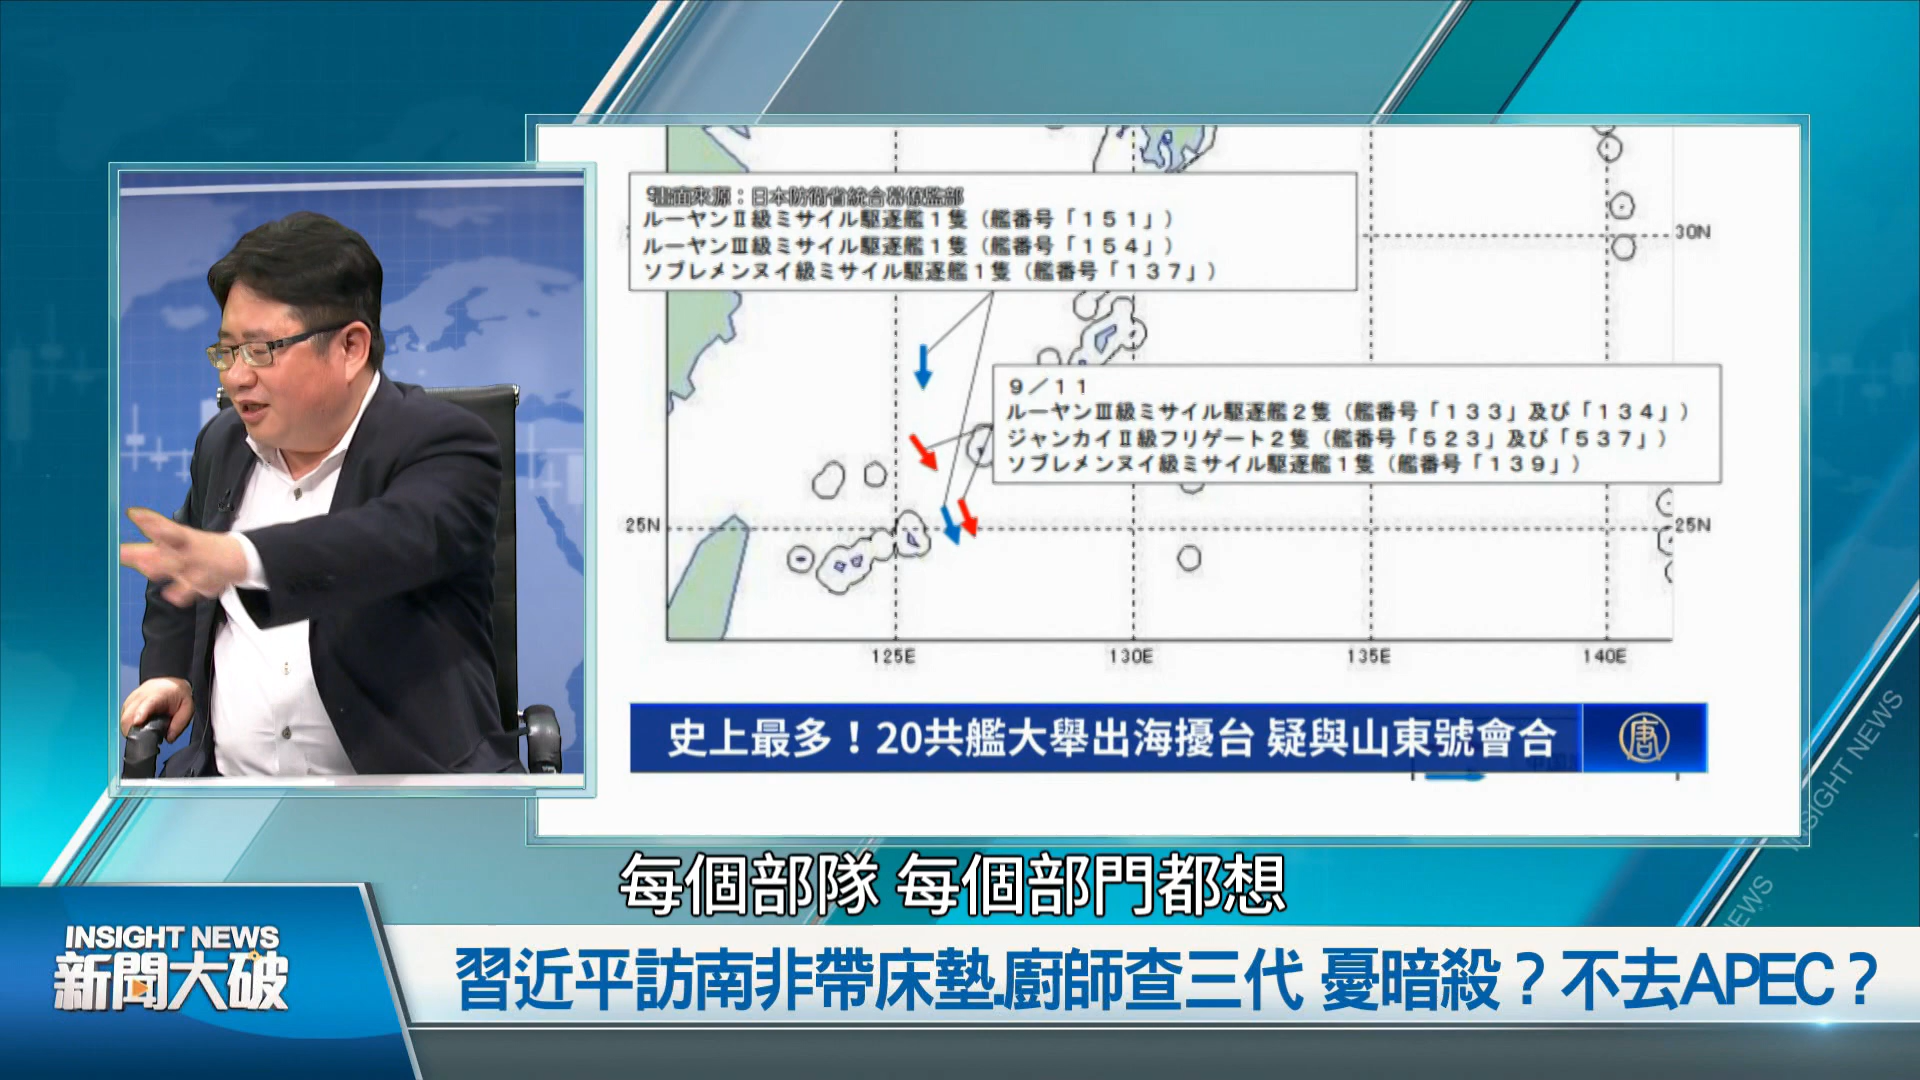 畫面來源:日本防衛省統合幕僚監部
ルーヤンⅡ級ミサイル駆逐艦1隻(艦番号「151」)
ルーヤンⅢ級ミサイル駆逐艦1隻(艦番号「154」)
ソブレメンヌイ級ミサイル駆逐艦1隻(艦番号「137」)
30N
9/11
ルーヤンⅢ級ミサイル駆逐艦2隻(艦番号「133」及び「134」)
ジャンカイⅡ級フリゲート2隻(艦番号「523」及び「537」)
ソブレメンヌイ級ミサイル駆逐艦1隻(艦番号「139」)
25N
25N
125E
130E
135E
140E
史上最多!20共艦大舉出海擾台 疑與山東號會合
唐
INSIGHT NEWS
NEWS
每個部隊 每個部門都想
INSIGHT NEWS
新聞大破
習近平訪南非帶床墊.廚師查三代 憂暗殺?不去APEC?